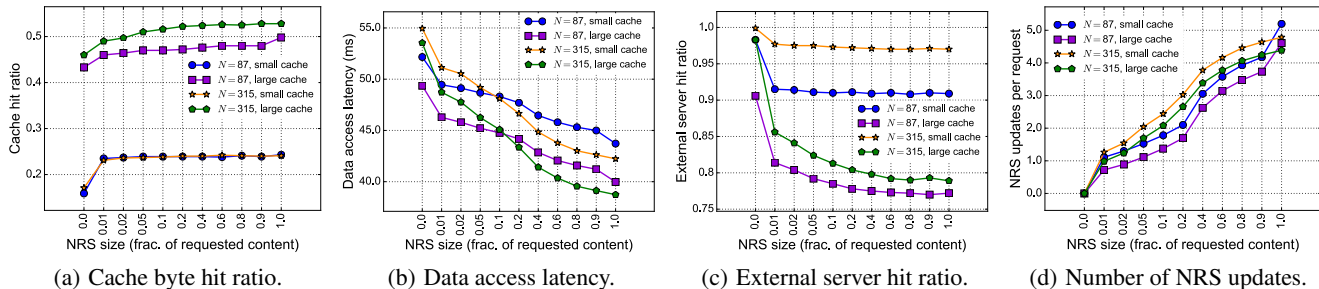 Cache hit ratio
0.5
0.4
0.3
0.2
N = 87, small cache
N = 87, large cache
N = 315, small cache
N = 315, large cache
0.0 0.01 0.02 0.05 0.1 0.2 0.4 0.6 0.8 0.9 1.0
NRS size (frac. of requested content)
(a) Cache byte hit ratio.
Data access latency (ms)
55.0
50.0
45.0
40.0
N = 87, small cache
N = 87, large cache
N = 315, small cache
N = 315, large cache
0.0 0.01 0.02 0.05 0.1 0.2 0.4 0.6 0.8 0.9 1.0
NRS size (frac. of requested content)
(b) Data access latency.
External server hit ratio
1.0
0.95
0.9
0.85
0.8
0.75
N = 87, small cache
N = 87, large cache
N = 315, small cache
N = 315, large cache
0.0 0.01 0.02 0.05 0.1 0.2 0.4 0.6 0.8 0.9 1.0
NRS size (frac. of requested content)
(c) External server hit ratio.
NRS updates per request
5.0
4.0
3.0
2.0
1.0
0.0
N = 87, small cache
N = 87, large cache
N = 315, small cache
N = 315, large cache
0.0 0.01 0.02 0.05 0.1 0.2 0.4 0.6 0.8 0.9 1.0
NRS size (frac. of requested content)
(d) Number of NRS updates.